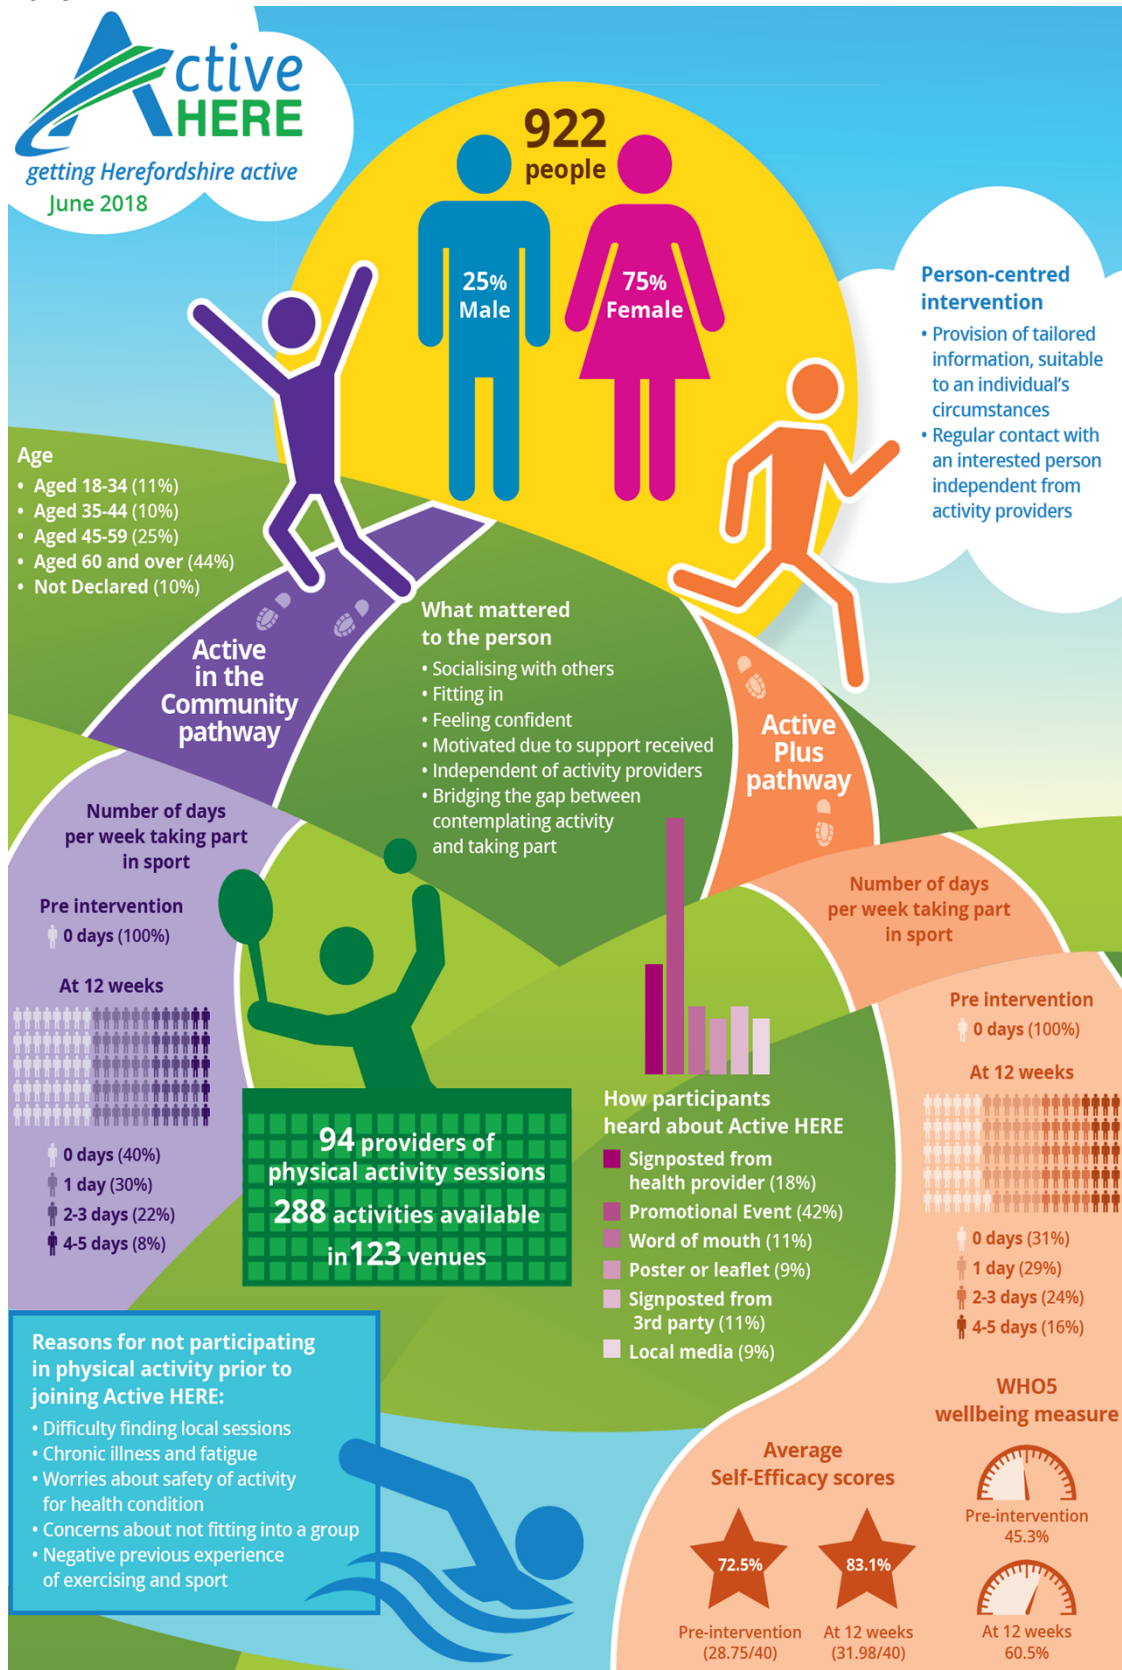 Active
HERE
getting Herefordshire active
June 2018
922
people
25%
Male
75%
Female
Person-centred
intervention
• Provision of tailored
information, suitable
to an individual's
circumstances
• Regular contact with
an interested person
independent from
activity providers
Age
• Aged 18-34 (11%)
• Aged 35-44 (10%)
• Aged 45-59 (25%)
• Aged 60 and over (44%)
• Not Declared (10%)
Active
in the
Community
pathway
What mattered
to the person
• Socialising with others
• Fitting in
• Feeling confident
• Motivated due to support received
• Independent of activity providers
• Bridging the gap between
contemplating activity
and taking part
Active
Plus
pathway
Number of days
per week taking part
in sport
Pre intervention
0 days (100%)
At 12 weeks
0 days (40%)
1 day (30%)
2-3 days (22%)
4-5 days (8%)
94 providers of
physical activity sessions
288 activities available
in 123 venues
How participants
heard about Active HERE
Signposted from
health provider (18%)
Promotional Event (42%)
Word of mouth (11%)
Poster or leaflet (9%)
Signposted from
3rd party (11%)
Local media (9%)
Number of days
per week taking part
in sport
Pre intervention
0 days (100%)
At 12 weeks
0 days (31%)
1 day (29%)
2-3 days (24%)
4-5 days (16%)
Reasons for not participating
in physical activity prior to
joining Active HERE:
• Difficulty finding local sessions
• Chronic illness and fatigue
• Worries about safety of activity
for health condition
• Concerns about not fitting into a group
• Negative previous experience
of exercising and sport
Average
Self-Efficacy scores
72.5%
Pre-intervention
(28.75/40)
83.1%
At 12 weeks
(31.98/40)
WHO5
wellbeing measure
Pre-intervention
45.3%
At 12 weeks
60.5%